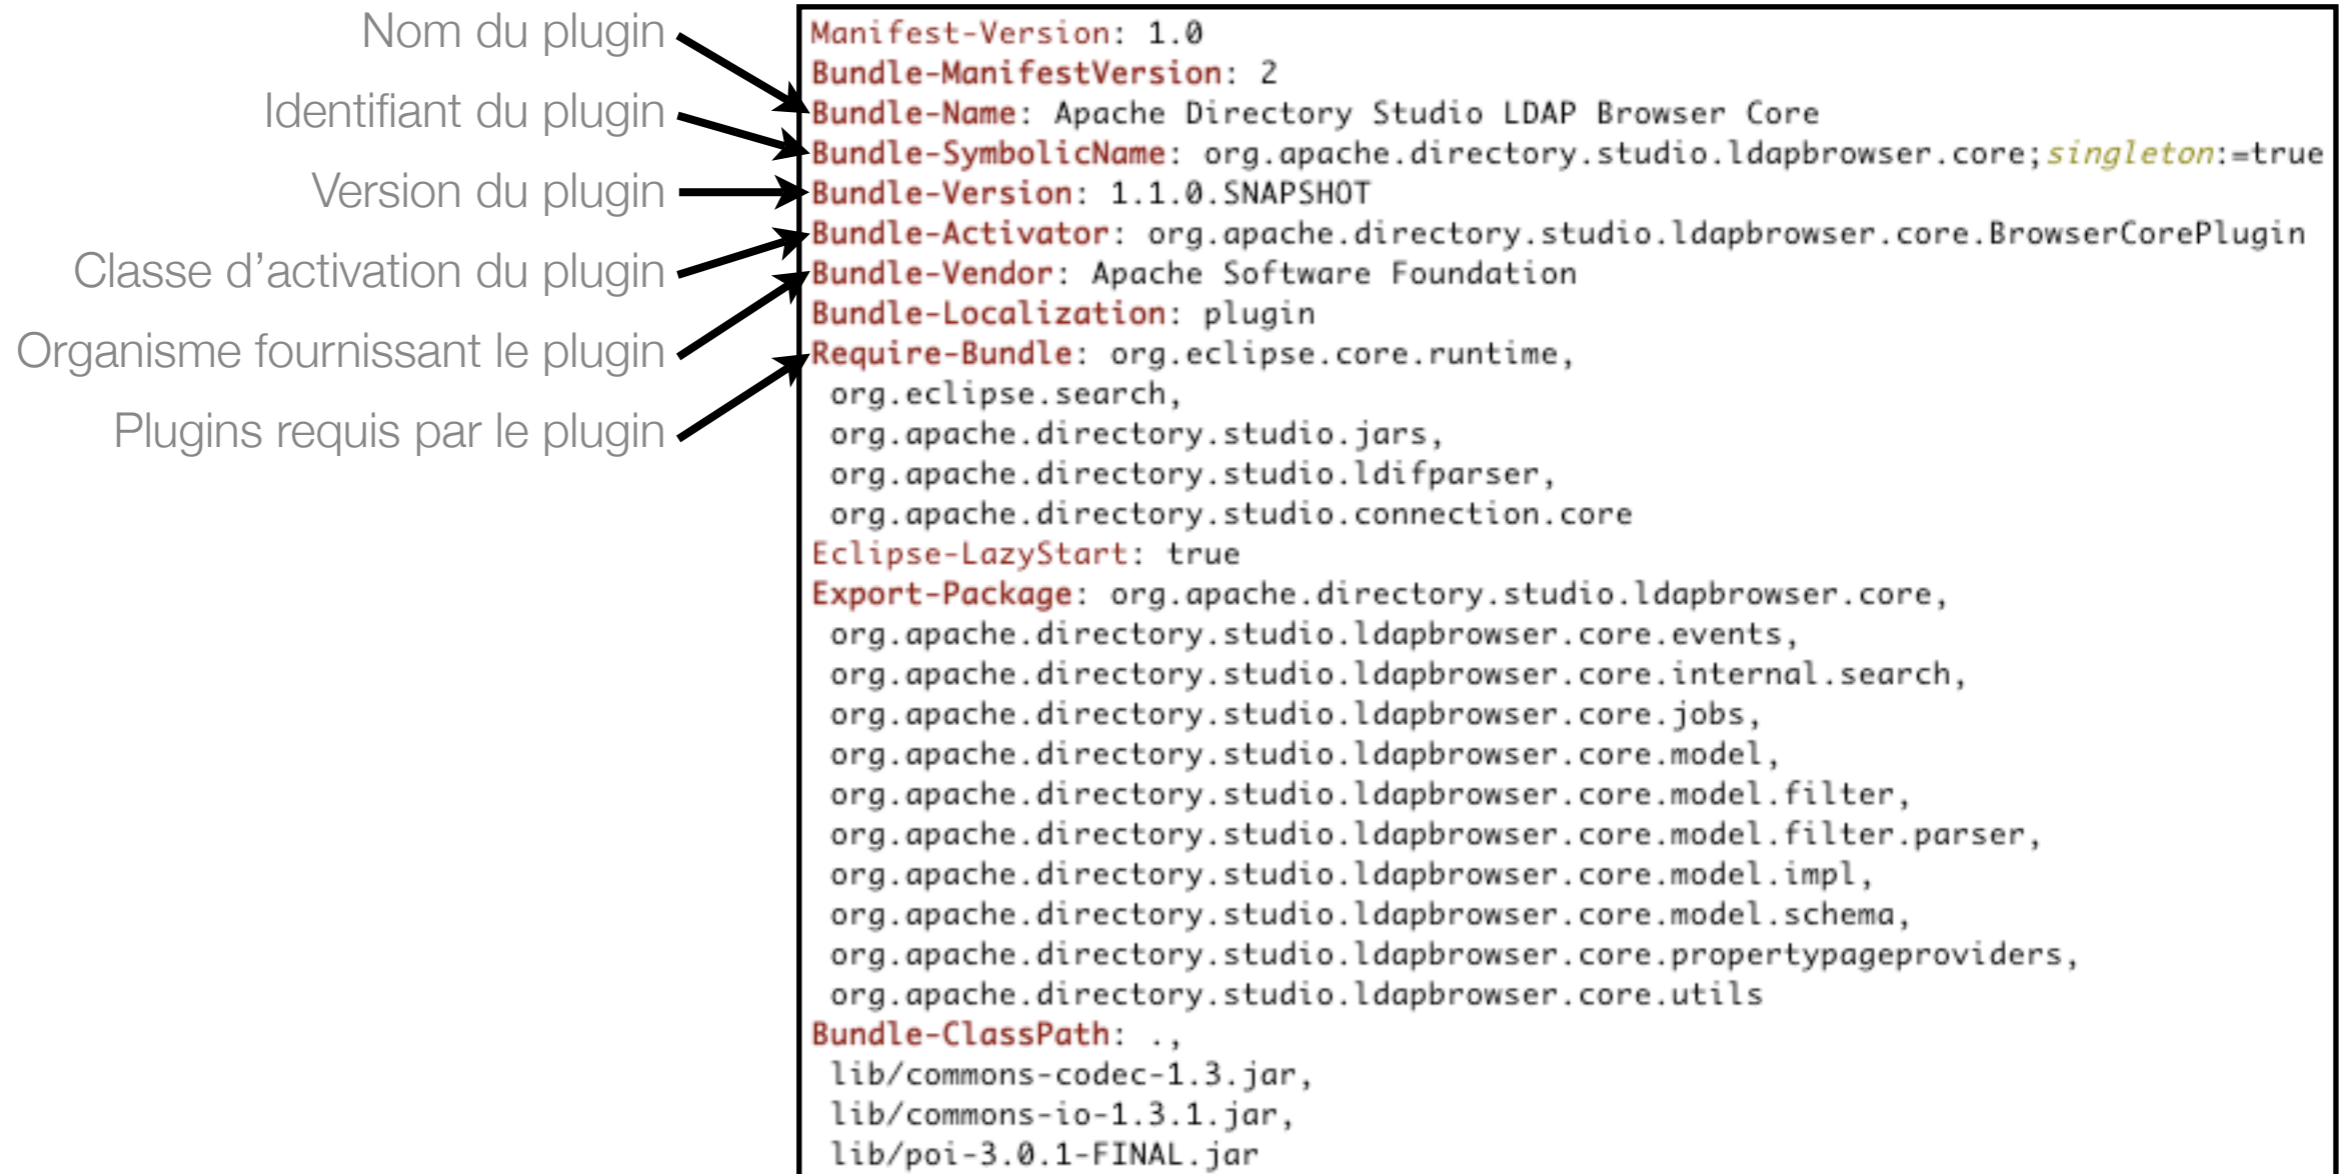 Nom du plugin
Identifiant du plugin
Version du plugin
Classe d’activation du plugin
Organisme fournissant le plugin
Plugins requis par le plugin
Manifest-Version: 1.0
Bundle-ManifestVersion: 2
Bundle-Name: Apache Directory Studio LDAP Browser Core
Bundle-SymbolicName: org.apache.directory.studio.ldapbrowser.core;singleton:=true
Bundle-Version: 1.1.0.SNAPSHOT
Bundle-Activator: org.apache.directory.studio.ldapbrowser.core.BrowserCorePlugin
Bundle-Vendor: Apache Software Foundation
Bundle-Localization: plugin
Require-Bundle: org.eclipse.core.runtime,
org.eclipse.search,
org.apache.directory.studio.jars,
org.apache.directory.studio.ldifparser,
org.apache.directory.studio.connection.core
Eclipse-LazyStart: true
Export-Package: org.apache.directory.studio.ldapbrowser.core,
org.apache.directory.studio.ldapbrowser.core.events,
org.apache.directory.studio.ldapbrowser.core.internal.search,
org.apache.directory.studio.ldapbrowser.core.jobs,
org.apache.directory.studio.ldapbrowser.core.model,
org.apache.directory.studio.ldapbrowser.core.model.filter,
org.apache.directory.studio.ldapbrowser.core.model.filter.parser,
org.apache.directory.studio.ldapbrowser.core.model.impl,
org.apache.directory.studio.ldapbrowser.core.model.schema,
org.apache.directory.studio.ldapbrowser.core.propertypageproviders,
org.apache.directory.studio.ldapbrowser.core.utils
Bundle-ClassPath: .,
lib/commons-codec-1.3.jar,
lib/commons-io-1.3.1.jar,
lib/poi-3.0.1-FINAL.jar